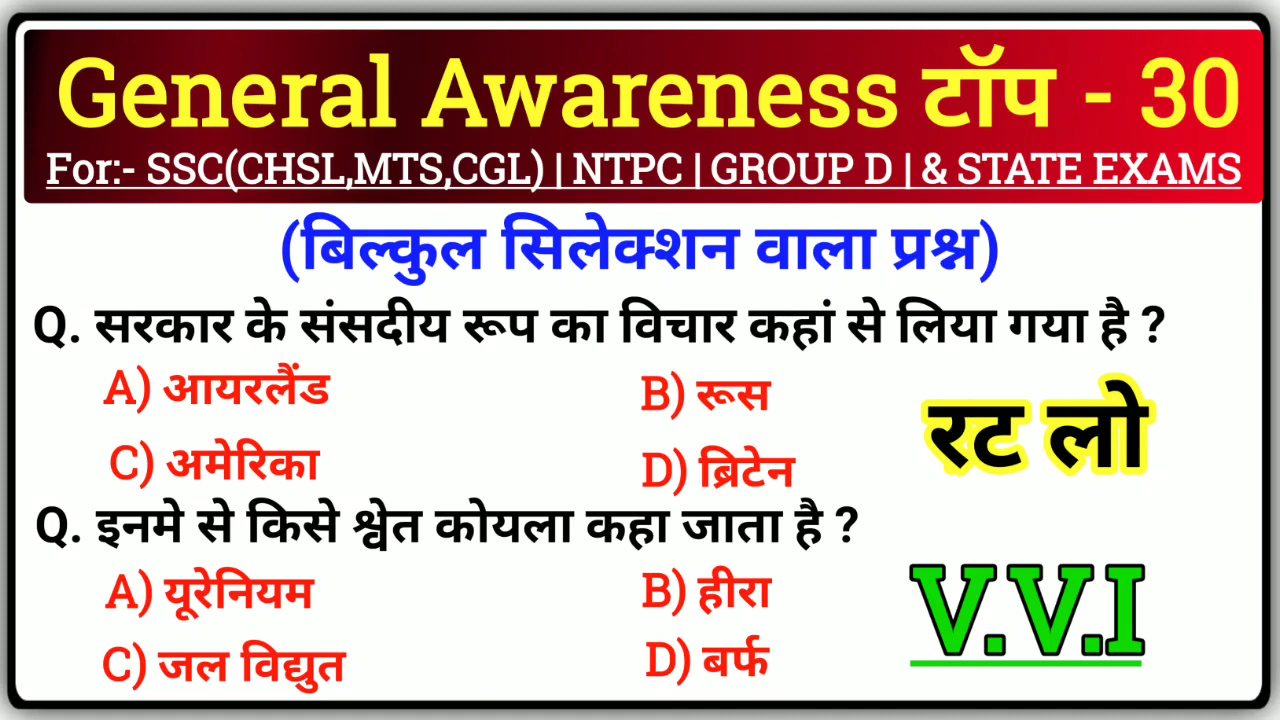 General Awareness टॉप - 30
For:- SSC(CHSL,MTS,CGL) | NTPC | GROUP D | & STATE EXAMS
(बिल्कुल सिलेक्शन वाला प्रश्न)
Q. सरकार के संसदीय रूप का विचार कहां से लिया गया है ?
A) आयरलैंड
B) रूस
C) अमेरिका
D) ब्रिटेन
रट लो
Q. इनमे से किसे श्वेत कोयला कहा जाता है ?
A) यूरेनियम
B) हीरा
C) जल विद्युत
D) बर्फ
V.V.I